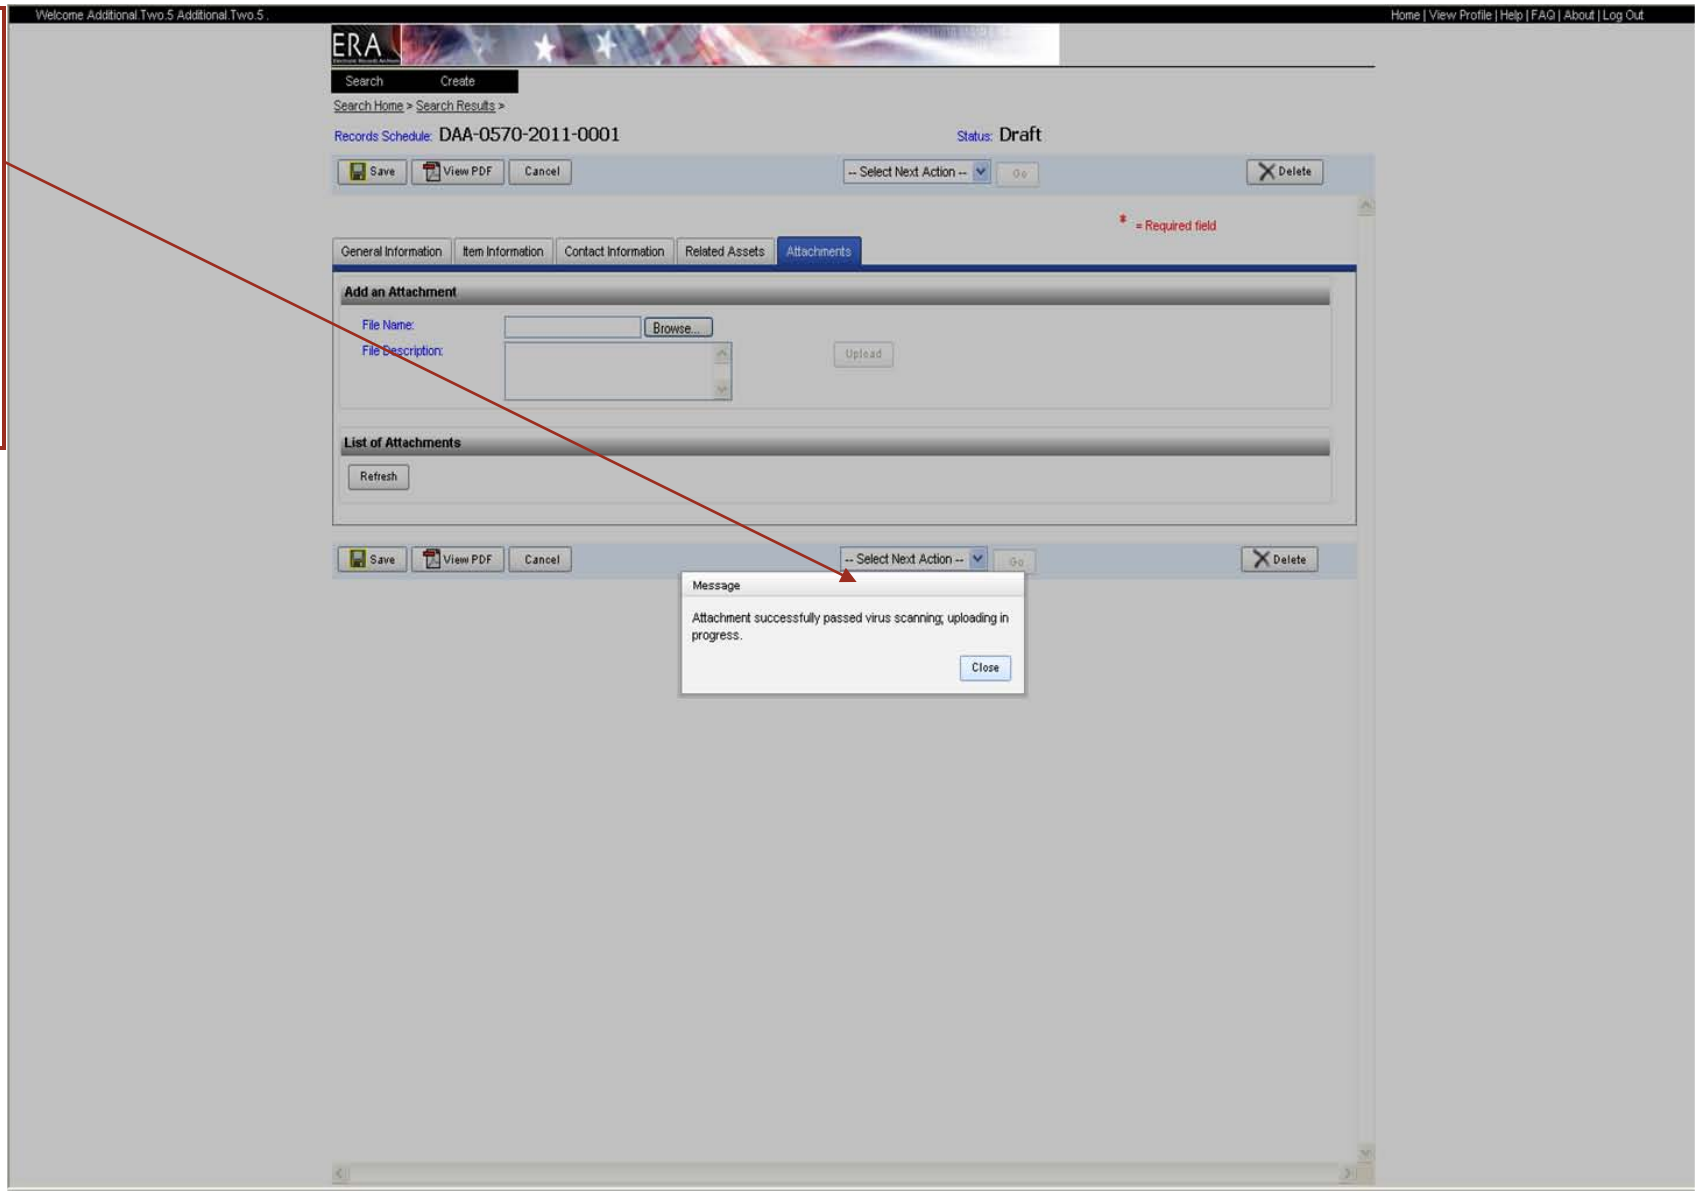 Welcome Additional.Two.5 Additional.Two.5 .
Home | View Profile | Help | FAQ | About | Log Out
ERA
Electronic Records Archives
Search Create
Search Home > Search Results >
Records Schedule: DAA-0570-2011-0001 Status: Draft
Save View PDF Cancel -- Select Next Action -- Go Delete
* = Required field
General Information Item Information Contact Information Related Assets Attachments
Add an Attachment
File Name: Browse...
File Description: Upload
List of Attachments
Refresh
Save View PDF Cancel -- Select Next Action -- Go Delete
Message
Attachment successfully passed virus scanning; uploading in
progress.
Close